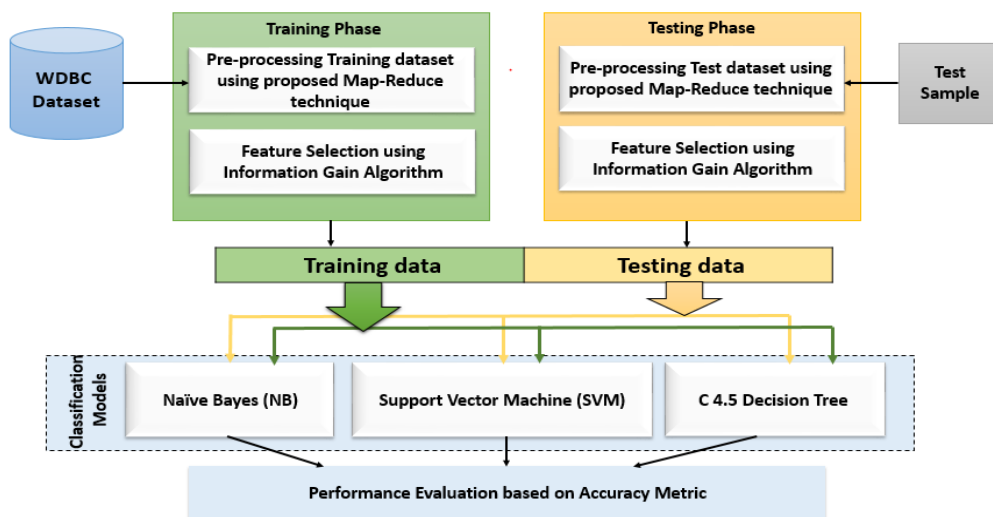 Training Phase
Testing Phase
WDBC
Dataset
Pre-processing Training dataset
using proposed Map-Reduce
technique
Pre-processing Test dataset using
proposed Map-Reduce technique
Test
Sample
Feature Selection using
Information Gain Algorithm
Feature Selection using
Information Gain Algorithm
Training data
Testing data
Classification
Models
Naïve Bayes (NB)
Support Vector Machine (SVM)
C 4.5 Decision Tree
Performance Evaluation based on Accuracy Metric